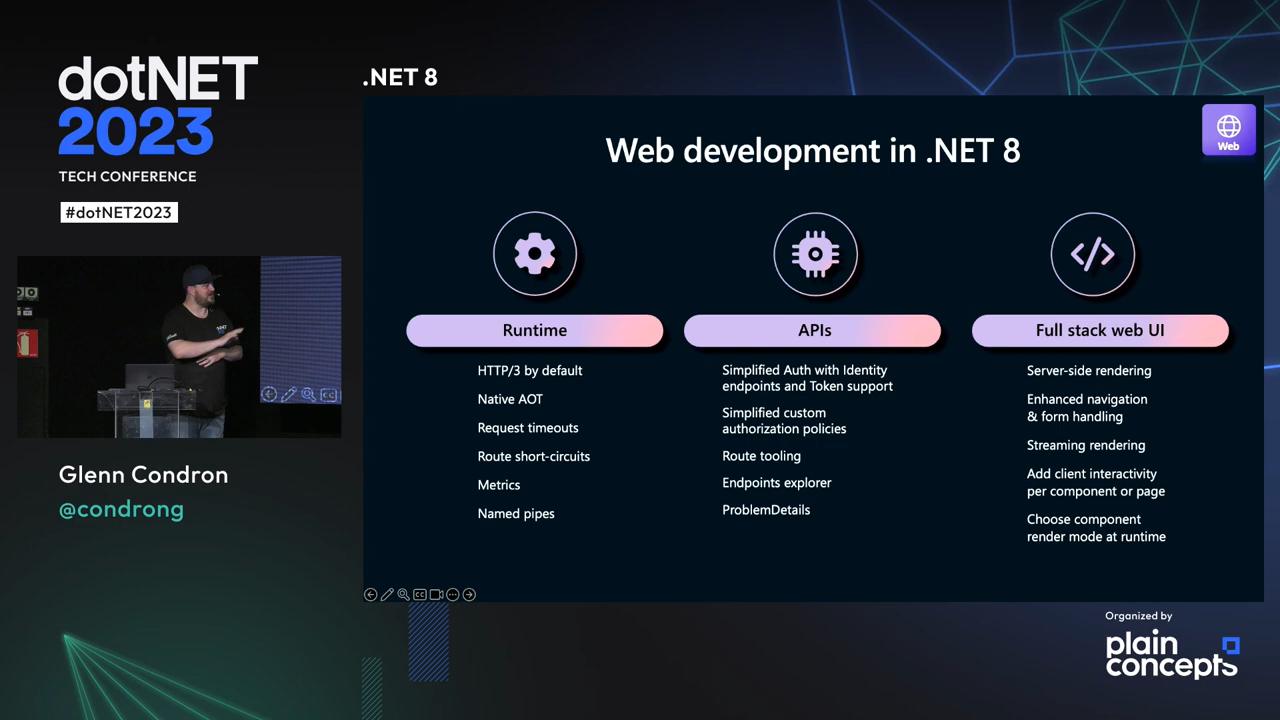 dotNET
2023
TECH CONFERENCE
#dotNET2023
Glenn Condron
@condrong
.NET 8
Web
Web development in .NET 8
Runtime
HTTP/3 by default
Native AOT
Request timeouts
Route short-circuits
Metrics
Named pipes
APIs
Simplified Auth with Identity
endpoints and Token support
Simplified custom
authorization policies
Route tooling
Endpoints explorer
ProblemDetails
Full stack web UI
Server-side rendering
Enhanced navigation
& form handling
Streaming rendering
Add client interactivity
per component or page
Choose component
render mode at runtime
Organized by
plain
concepts